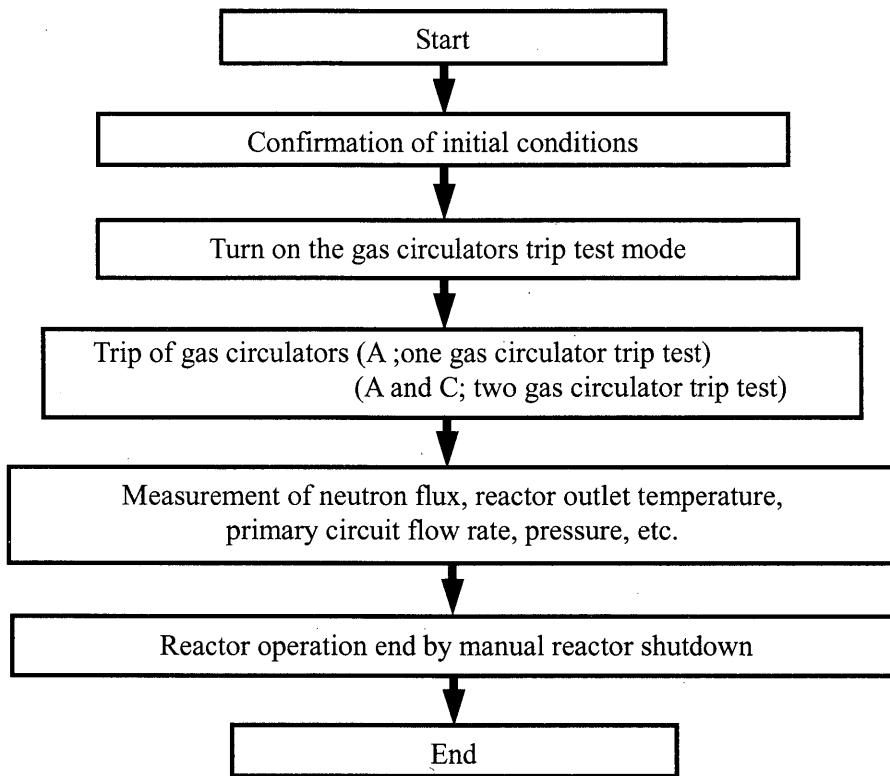 Start
Confirmation of initial conditions
Turn on the gas circulators trip test mode
Trip of gas circulators (A ;one gas circulator trip test)
(A and C; two gas circulator trip test)
Measurement of neutron flux, reactor outlet temperature,
primary circuit flow rate, pressure, etc.
Reactor operation end by manual reactor shutdown
End